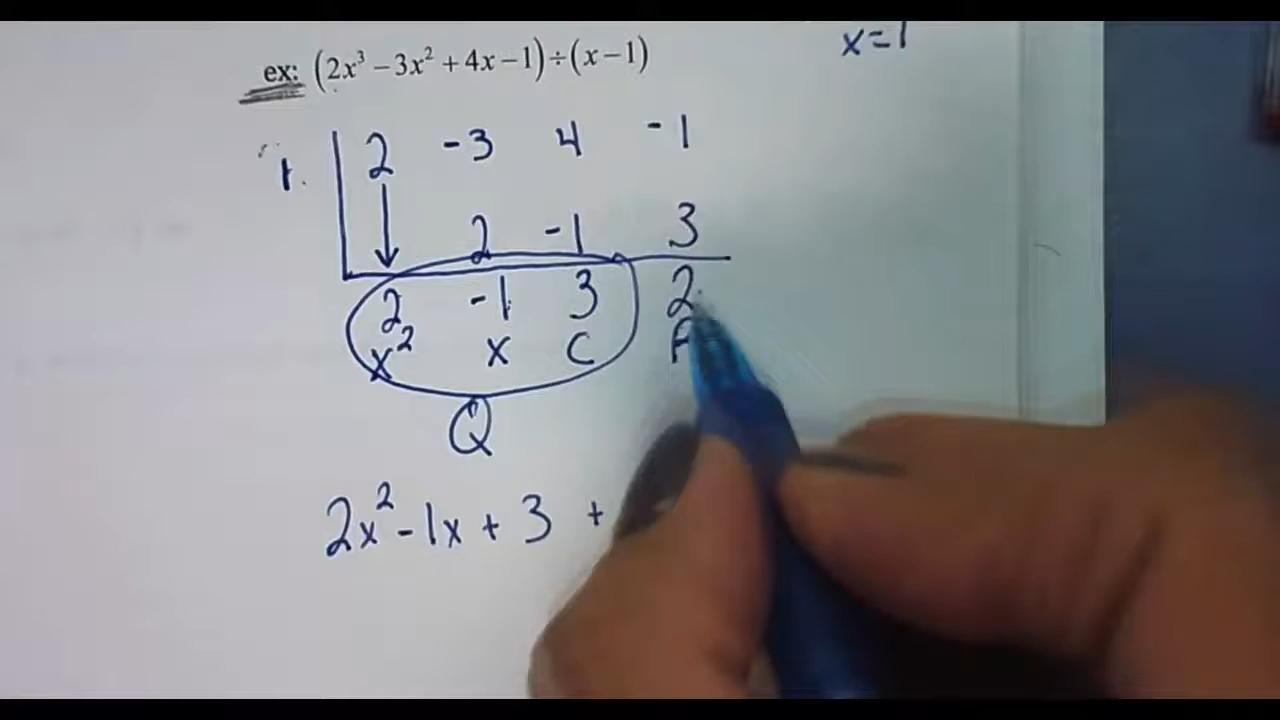 x=1
ex: (2x³ − 3x² + 4x − 1) ÷ (x − 1)
1. 2 -3 4 -1
2 -1 3
2 -1 3 2
x² x c
Q
2x² - 1x + 3 +